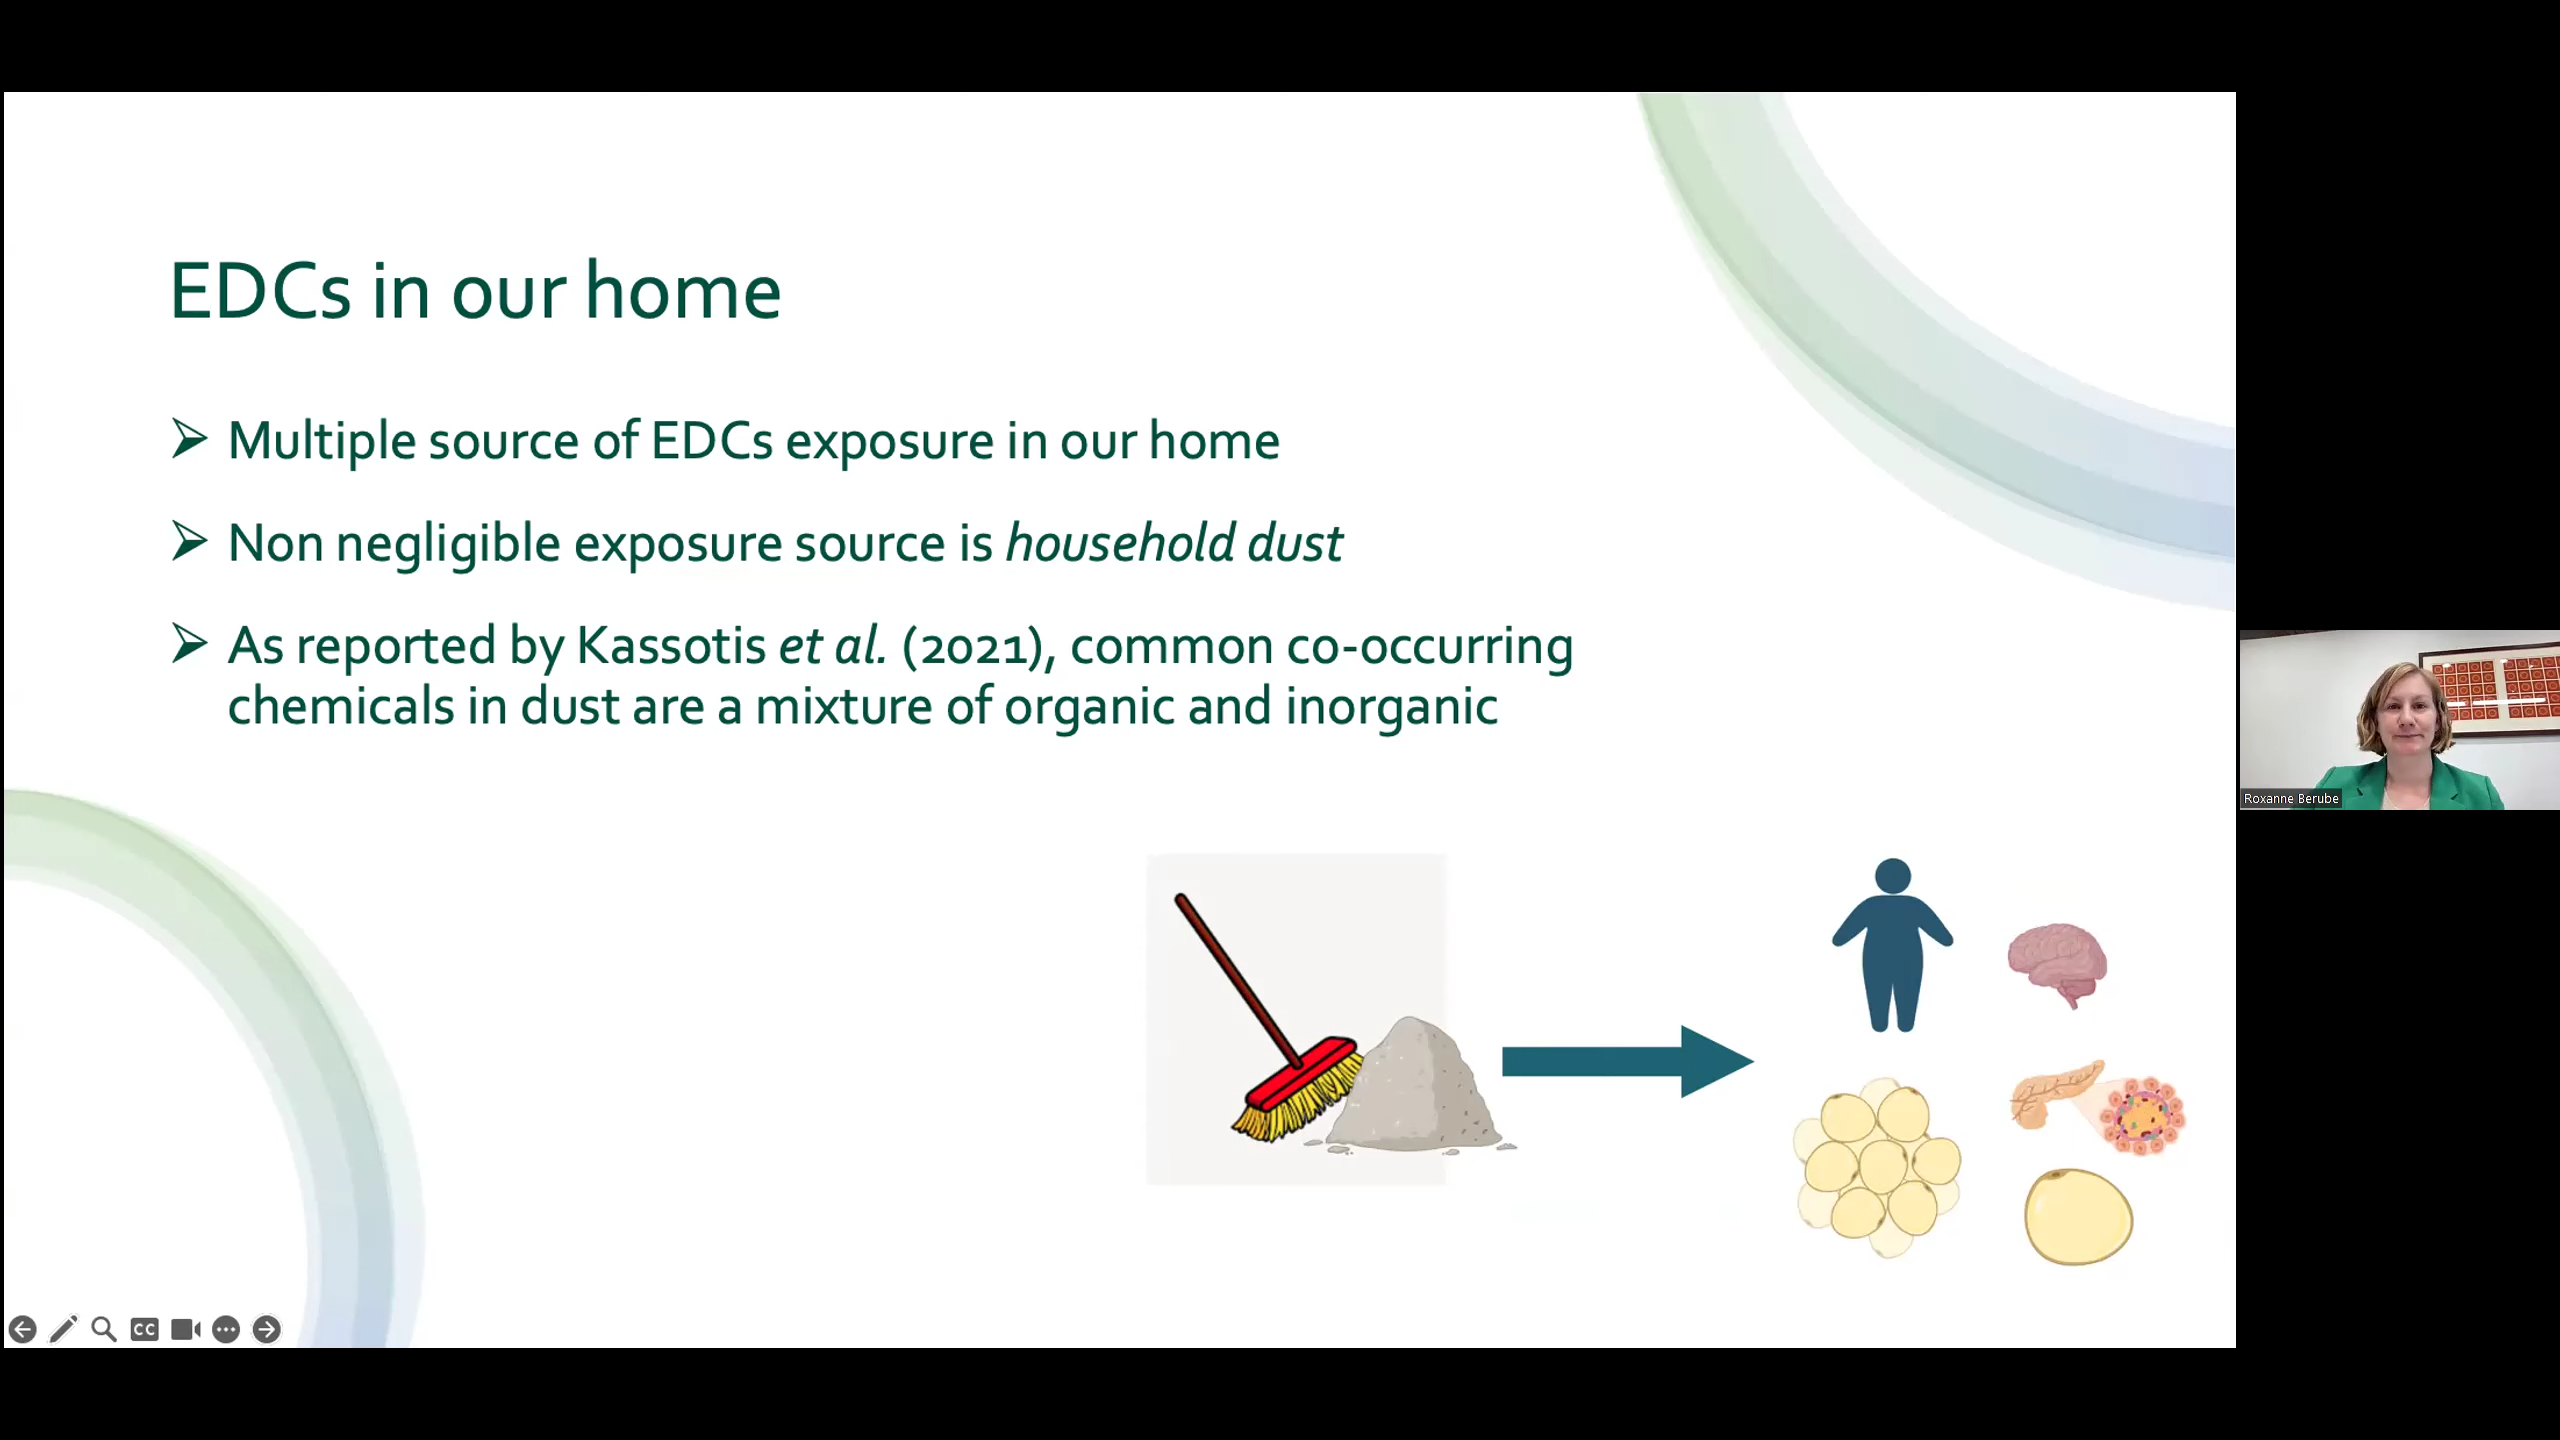 EDCs in our home
Multiple source of EDCs exposure in our home
Non negligible exposure source is household dust
As reported by Kassotis et al. (2021), common co-occurring
chemicals in dust are a mixture of organic and inorganic
Roxanne Berube
CC